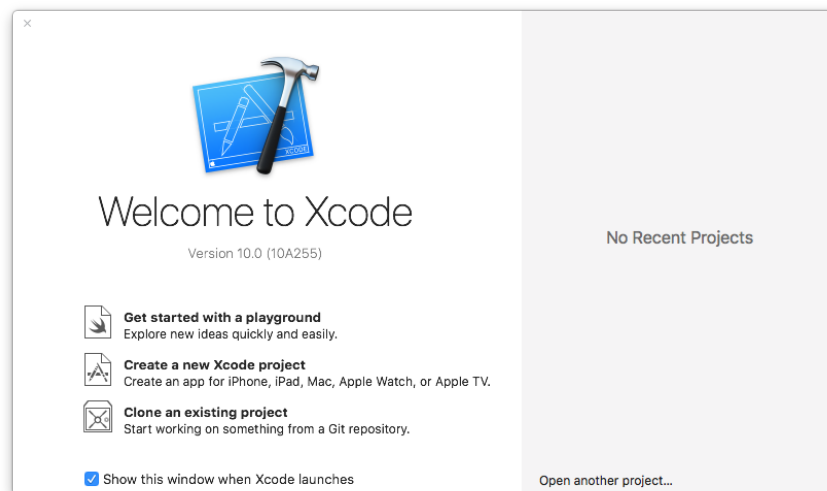 XCODE
Welcome to Xcode
Version 10.0 (10A255)
Get started with a playground
Explore new ideas quickly and easily.
Create a new Xcode project
Create an app for iPhone, iPad, Mac, Apple Watch, or Apple TV.
Clone an existing project
Start working on something from a Git repository.
Show this window when Xcode launches
No Recent Projects
Open another project...